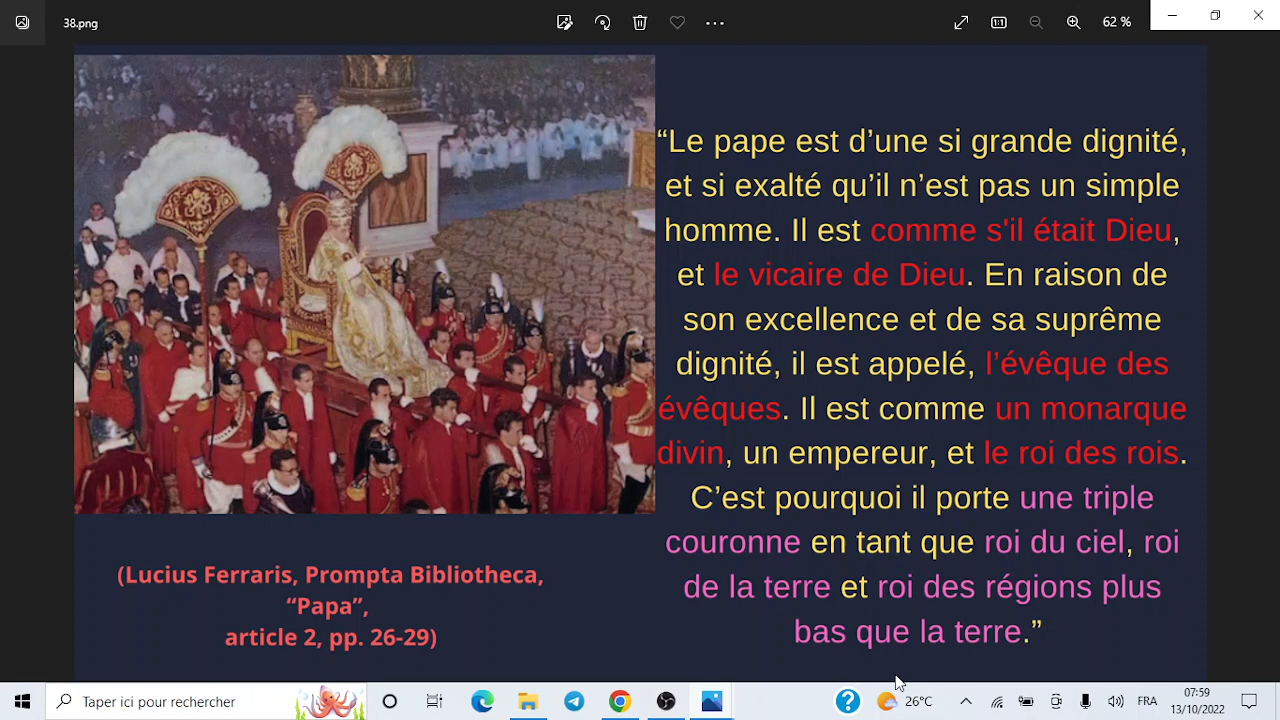 38.png
62 %
“Le pape est d’une si grande dignité,
et si exalté qu’il n’est pas un simple
homme. Il est comme s'il était Dieu,
et le vicaire de Dieu. En raison de
son excellence et de sa suprême
dignité, il est appelé, l’évêque des
évêques. Il est comme un monarque
divin, un empereur, et le roi des rois.
C’est pourquoi il porte une triple
couronne en tant que roi du ciel, roi
de la terre et roi des régions plus
bas que la terre.”
(Lucius Ferraris, Prompta Bibliotheca,
“Papa”,
article 2, pp. 26-29)
Taper ici pour rechercher
26°C
FRA
07:59
13/10/2022